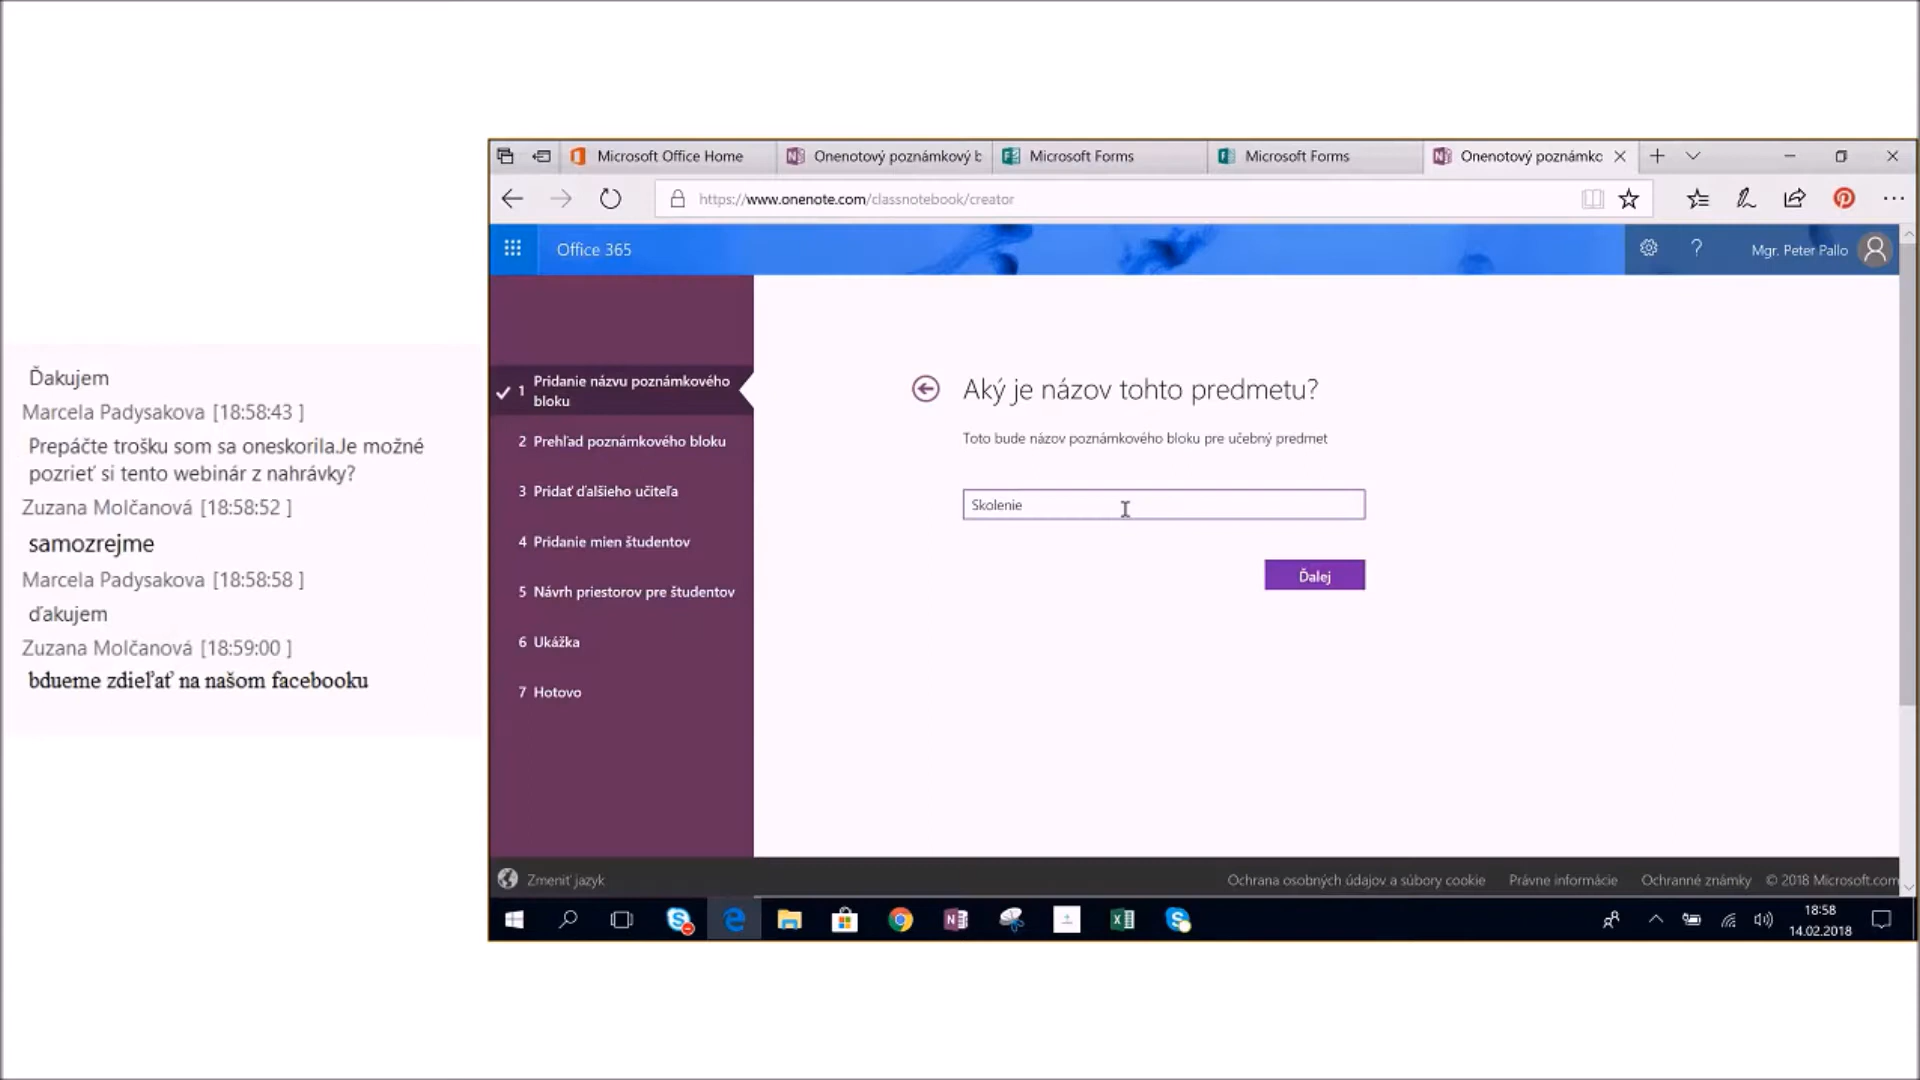 Ďakujem
Marcela Padysakova [18:58:43 ]
Prepáčte trošku som sa oneskorila.Je možné
pozrieť si tento webinár z nahrávky?
Zuzana Molčanová [18:58:52 ]
samozrejme
Marcela Padysakova [18:58:58 ]
ďakujem
Zuzana Molčanová [18:59:00 ]
bdueme zdieľať na našom facebooku
Microsoft Office Home
Onenotový poznámkový b
Microsoft Forms
Microsoft Forms
Onenotový poznámkc
https://www.onenote.com/classnotebook/creator
Office 365
Mgr. Peter Pallo
1 Pridanie názvu poznámkového
bloku
2 Prehľad poznámkového bloku
3 Pridať ďalšieho učiteľa
4 Pridanie mien študentov
5 Návrh priestorov pre študentov
6 Ukážka
7 Hotovo
Aký je názov tohto predmetu?
Toto bude názov poznámkového bloku pre učebný predmet
Skolenie
Ďalej
Zmeniť jazyk
Ochrana osobných údajov a súbory cookie
Právne informácie
Ochranné známky
© 2018 Microsoft.com
18:58
14.02.2018